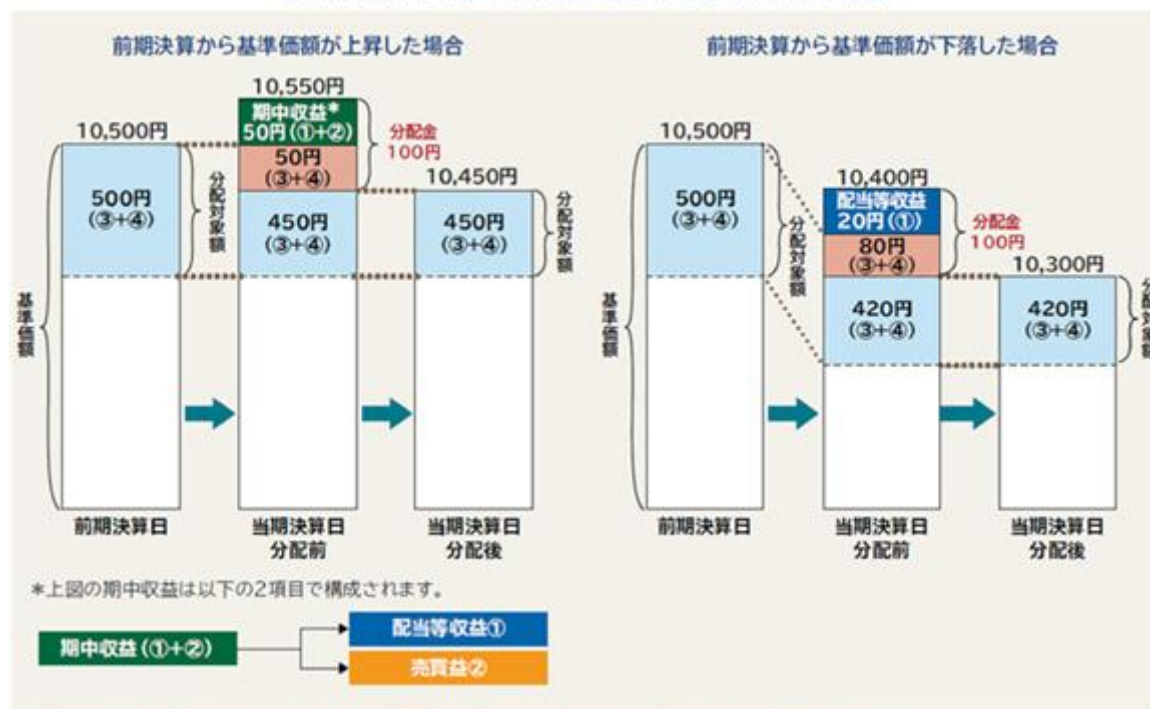 前期決算から基準価額が上昇した場合
10,500円
500円
(③+④)
分配対象額
基準価額
前期決算日
10,550円
期中収益*
50円(①+②)
50円
(③+④)
分配金
100円
450円
(③+④)
当期決算日
分配前
10,450円
450円
(③+④)
分配対象額
当期決算日
分配後
前期決算から基準価額が下落した場合
10,500円
500円
(③+④)
分配対象額
基準価額
前期決算日
10,400円
配当等収益
20円(①)
80円
(③+④)
分配金
100円
420円
(③+④)
当期決算日
分配前
10,300円
420円
(③+④)
分配対象額
当期決算日
分配後
*上図の期中収益は以下の2項目で構成されます。
期中収益(①+②)
配当等収益①
売買益②